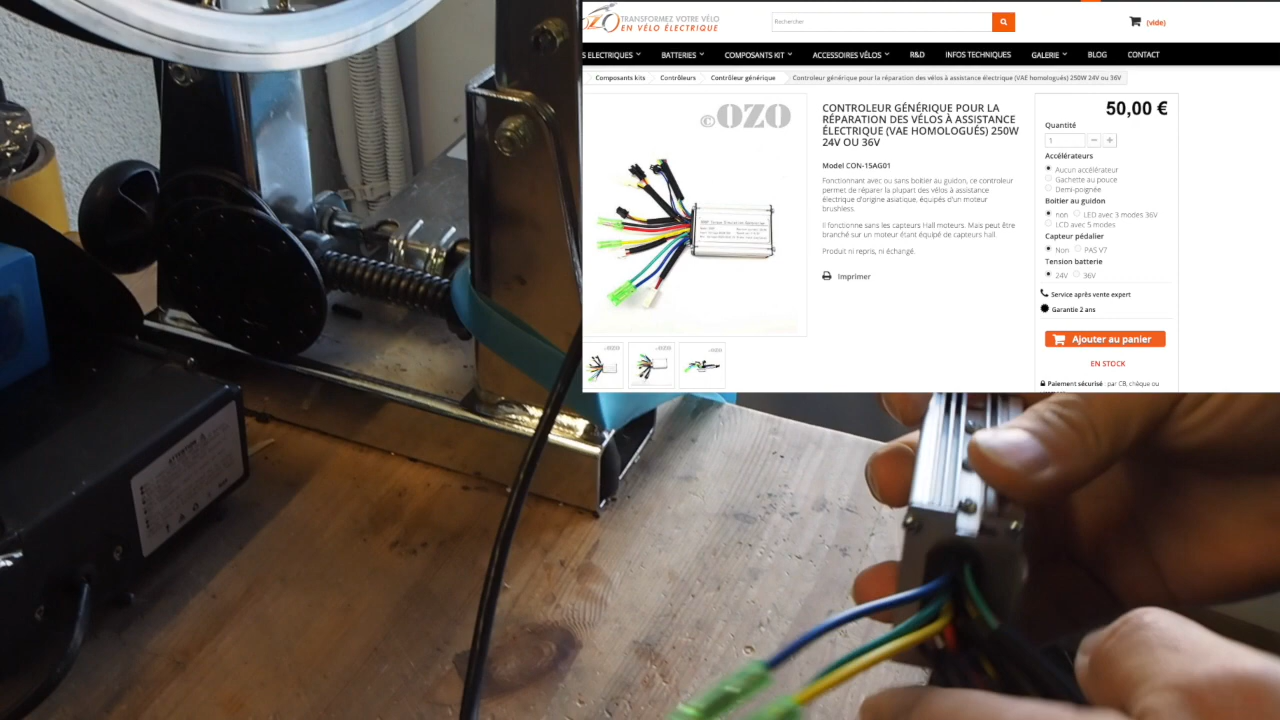 OZO TRANSFORMEZ VOTRE VÉLO
EN VÉLO ÉLECTRIQUE
Rechercher
(vide)
S ELECTRIQUES BATTERIES COMPOSANTS KIT ACCESSOIRES VÉLOS R&D INFOS TECHNIQUES GALERIE BLOG CONTACT
Composants kits Contrôleurs Contrôleur générique Controleur générique pour la réparation des vélos à assistance électrique (VAE homologués) 250W 24V ou 36V
©OZO
CONTROLEUR GÉNÉRIQUE POUR LA
RÉPARATION DES VÉLOS À ASSISTANCE
ÉLECTRIQUE (VAE HOMOLOGUÉS) 250W
24V OU 36V
Model CON-15AG01
Fonctionnant avec ou sans boitier au guidon, ce controleur
permet de réparer la plupart des vélos à assistance
électrique d'origine asiatique, équipés d'un moteur
brushless.
Il fonctionne sans les capteurs Hall moteurs. Mais peut être
branché sur un moteur étant équipé de capteurs hall.
Produit ni repris, ni échangé.
Imprimer
50,00 €
Quantité
1
Accélérateurs
Aucun accélérateur
Gachette au pouce
Demi-poignée
Boitier au guidon
non LED avec 3 modes 36V
LCD avec 5 modes
Capteur pédalier
Non PAS V7
Tension batterie
24V 36V
Service après vente expert
Garantie 2 ans
Ajouter au panier
EN STOCK
Paiement sécurisé : par CB, chèque ou
OZO
OZO
OZO